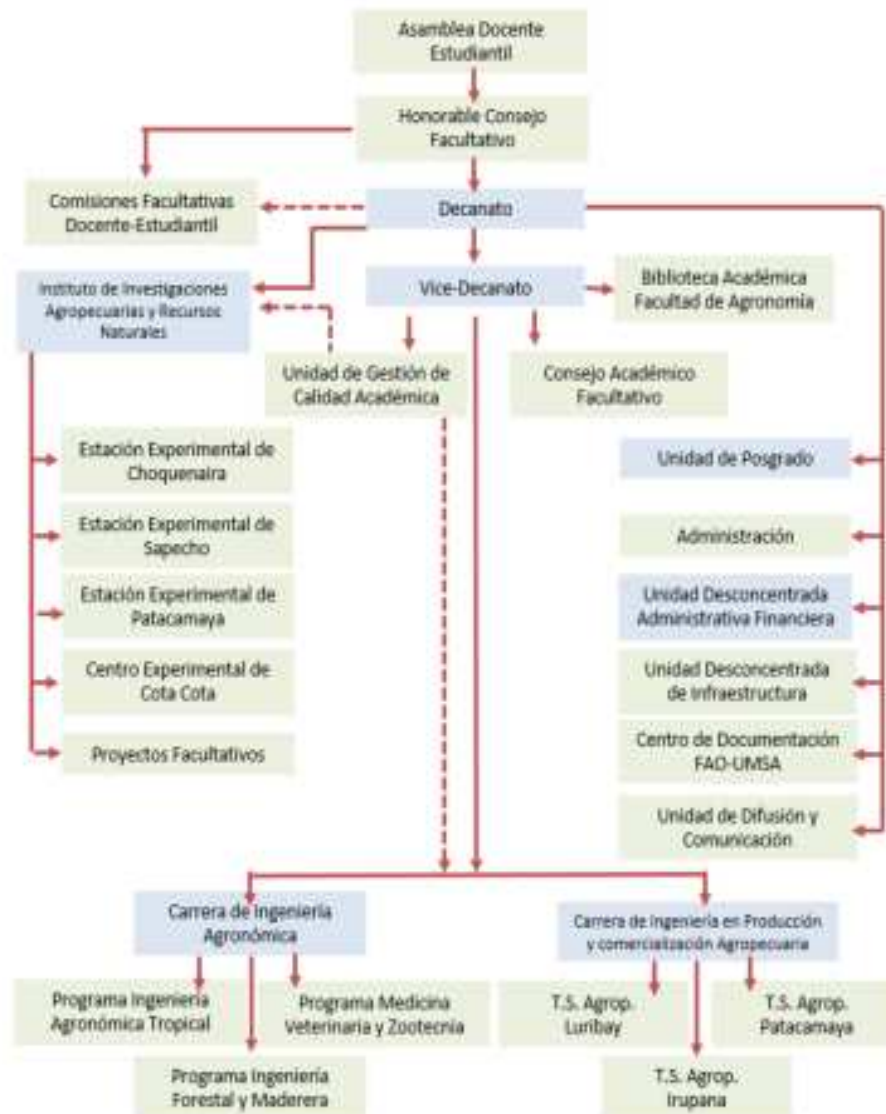 Asamblea Docente
Estudiantil
Honorable Consejo
Facultativo
Comisiones Facultativas
Docente-Estudiantil
Decanato
Instituto de Investigaciones
Agropecuarias y Recursos
Naturales
Vice-Decanato
Biblioteca Académica
Facultad de Agronomía
Unidad de Gestión de
Calidad Académica
Consejo Académico
Facultativo
Estación Experimental de
Choquenaira
Unidad de Posgrado
Estación Experimental de
Sapecho
Administración
Estación Experimental de
Patacamaya
Unidad Desconcentrada
Administrativa Financiera
Centro Experimental de
Cota Cota
Unidad Desconcentrada
de Infraestructura
Proyectos Facultativos
Centro de Documentación
FAO-UMSA
Unidad de Difusión y
Comunicación
Carrera de Ingeniería
Agronómica
Carrera de Ingeniería en Producción
y comercialización Agropecuaria
Programa Ingeniería
Agronómica Tropical
Programa Medicina
Veterinaria y Zootecnia
T.S. Agrop.
Luribay
T.S. Agrop.
Patacamaya
Programa Ingeniería
Forestal y Maderera
T.S. Agrop.
Irupana